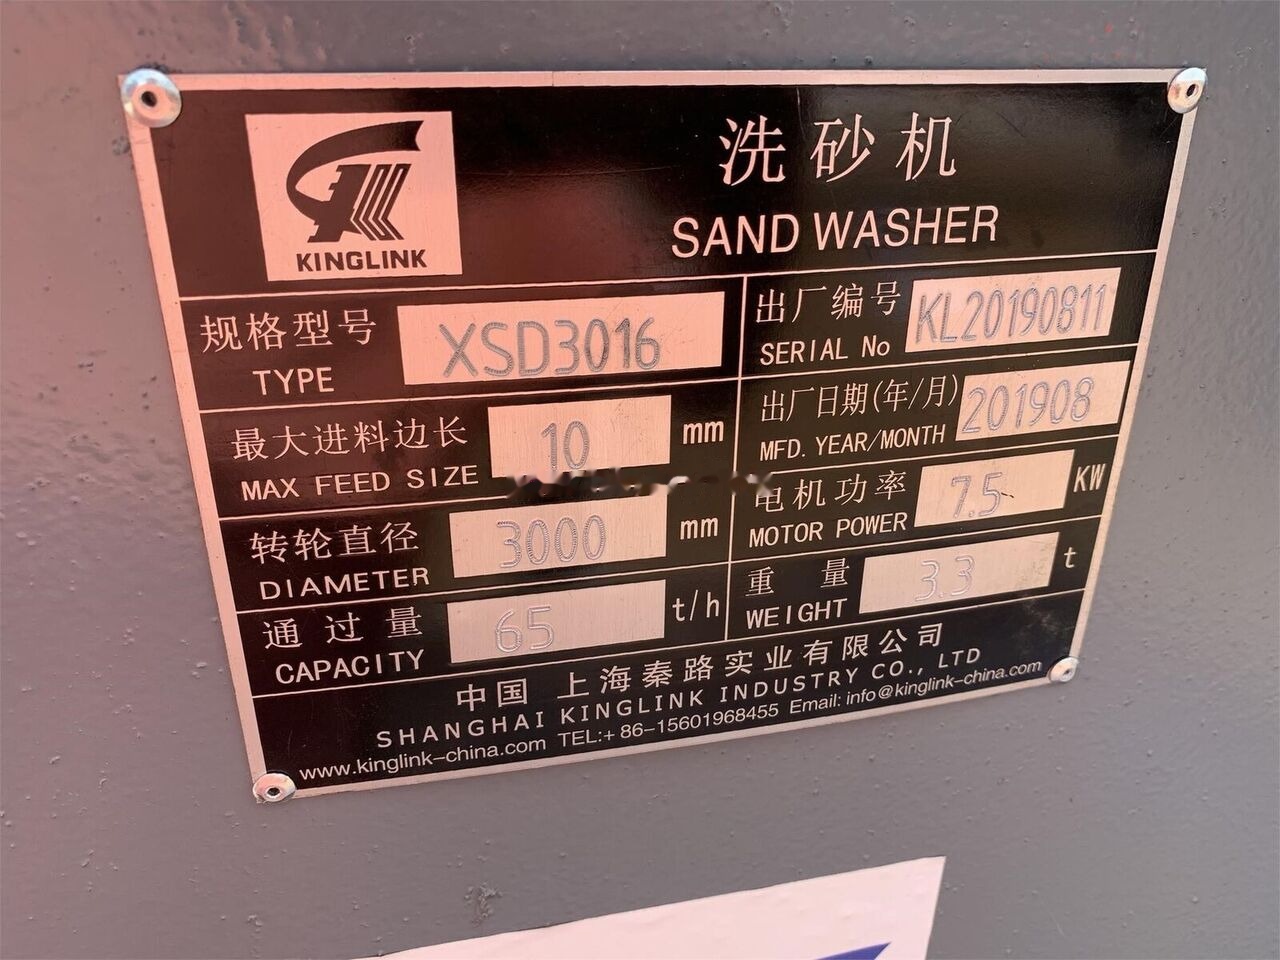 KINGLINK
洗砂机
SAND WASHER
规格型号 XSD3016
TYPE
出厂编号 KL20190811
SERIAL No
最大进料边长 10 mm
MAX FEED SIZE
出厂日期(年/月) 201908
MFD. YEAR/MONTH
转轮直径 3000 mm
DIAMETER
电机功率 7.5 KW
MOTOR POWER
通过量 65 t/h
CAPACITY
重量 3.3 t
WEIGHT
中国 上海秦路实业有限公司
SHANGHAI KINGLINK INDUSTRY CO., LTD
www.kinglink-china.com TEL:+86-15601968455 Email: info@kinglink-china.com